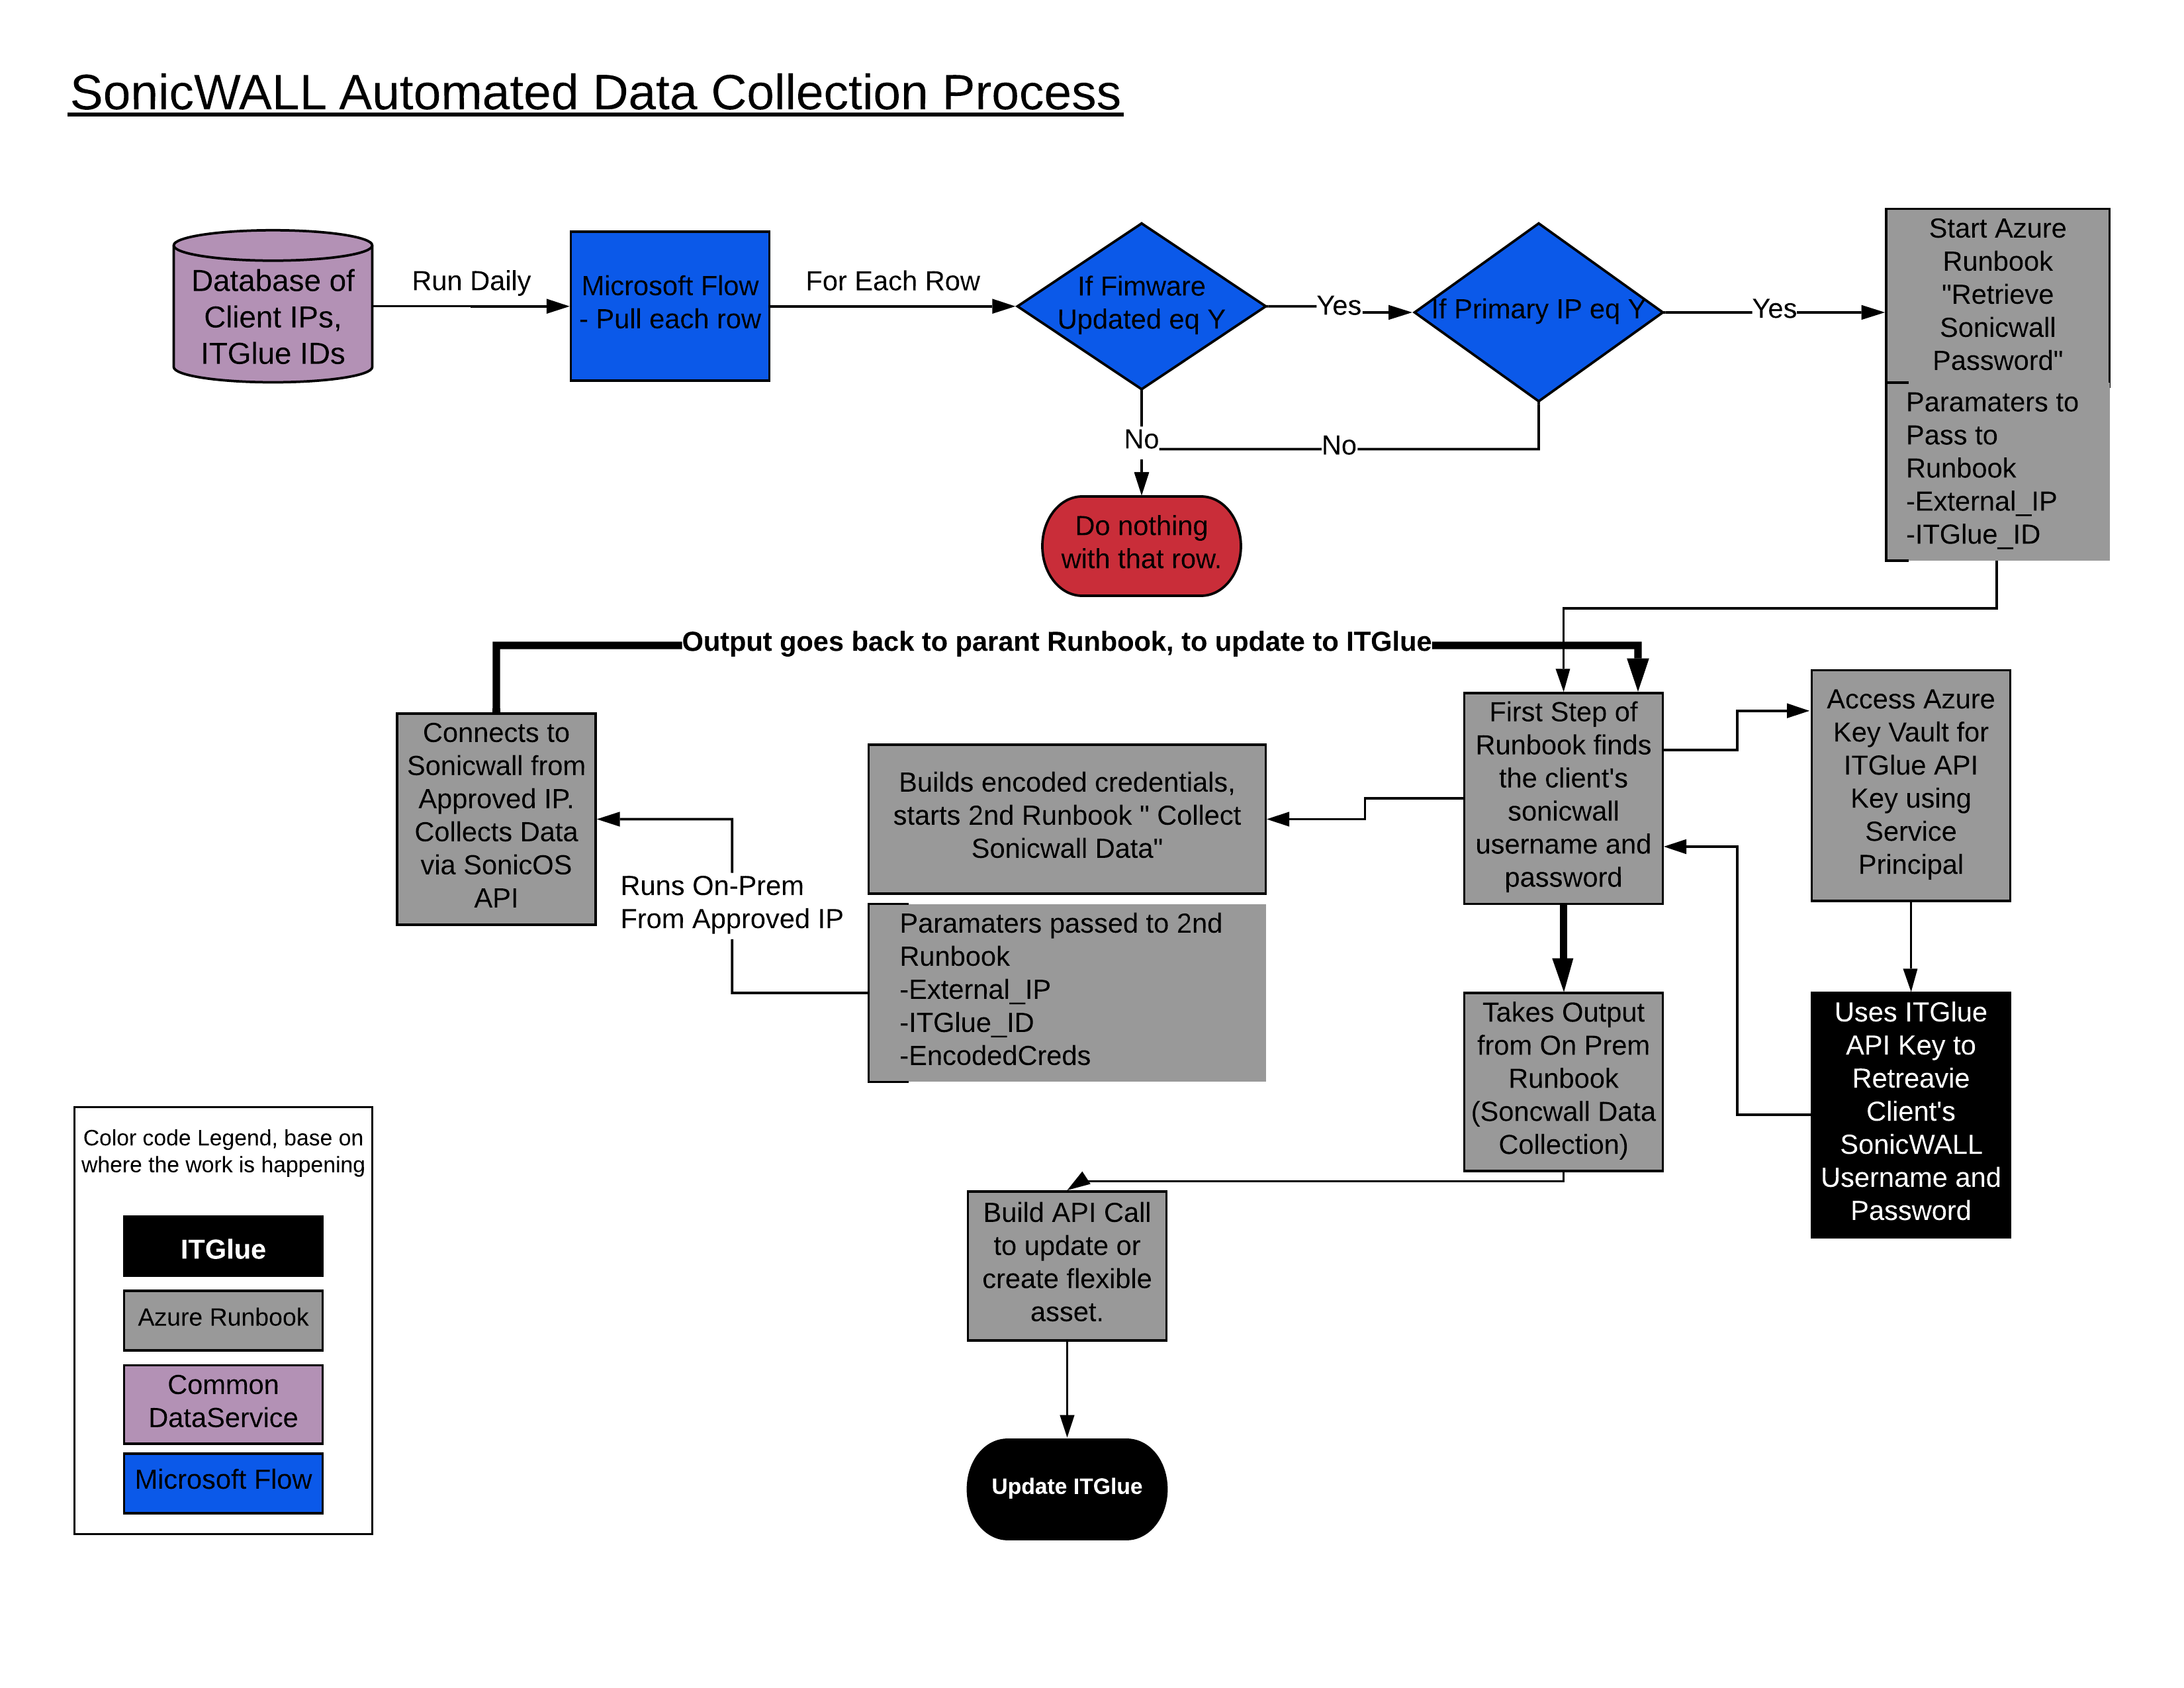 SonicWALL Automated Data Collection Process
Database of
Client IPs,
ITGlue IDs
Run Daily
Microsoft Flow
- Pull each row
For Each Row
If Fimware
Updated eq Y
Yes
If Primary IP eq Y
Yes
Start Azure
Runbook
"Retrieve
Sonicwall
Password"
Paramaters to
Pass to
Runbook
-External_IP
-ITGlue_ID
No
No
Do nothing
with that row.
Output goes back to parant Runbook, to update to ITGlue
Connects to
Sonicwall from
Approved IP.
Collects Data
via SonicOS
API
Runs On-Prem
From Approved IP
Builds encoded credentials,
starts 2nd Runbook " Collect
Sonicwall Data"
Paramaters passed to 2nd
Runbook
-External_IP
-ITGlue_ID
-EncodedCreds
First Step of
Runbook finds
the client's
sonicwall
username and
password
Access Azure
Key Vault for
ITGlue API
Key using
Service
Principal
Takes Output
from On Prem
Runbook
(Soncwall Data
Collection)
Uses ITGlue
API Key to
Retreavie
Client's
SonicWALL
Username and
Password
Build API Call
to update or
create flexible
asset.
Update ITGlue
Color code Legend, base on
where the work is happening
ITGlue
Azure Runbook
Common
DataService
Microsoft Flow